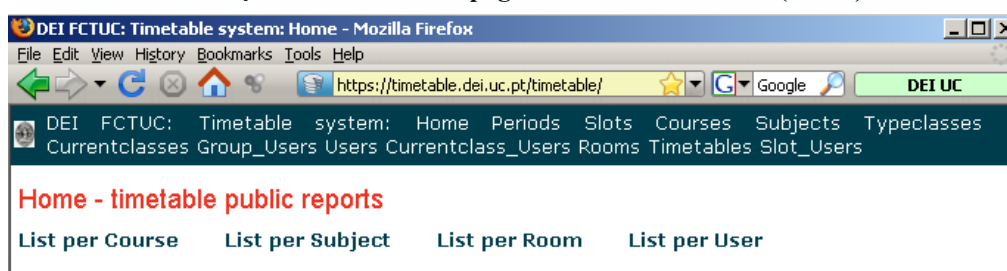 DEI FCTUC: Timetable system: Home - Mozilla Firefox
File Edit View History Bookmarks Tools Help
https://timetable.dei.uc.pt/timetable/ G Google DEI UC
DEI FCTUC: Timetable system: Home Periods Slots Courses Subjects Typeclasses
Currentclasses Group_Users Users Currentclass_Users Rooms Timetables Slot_Users
Home - timetable public reports
List per Course List per Subject List per Room List per User